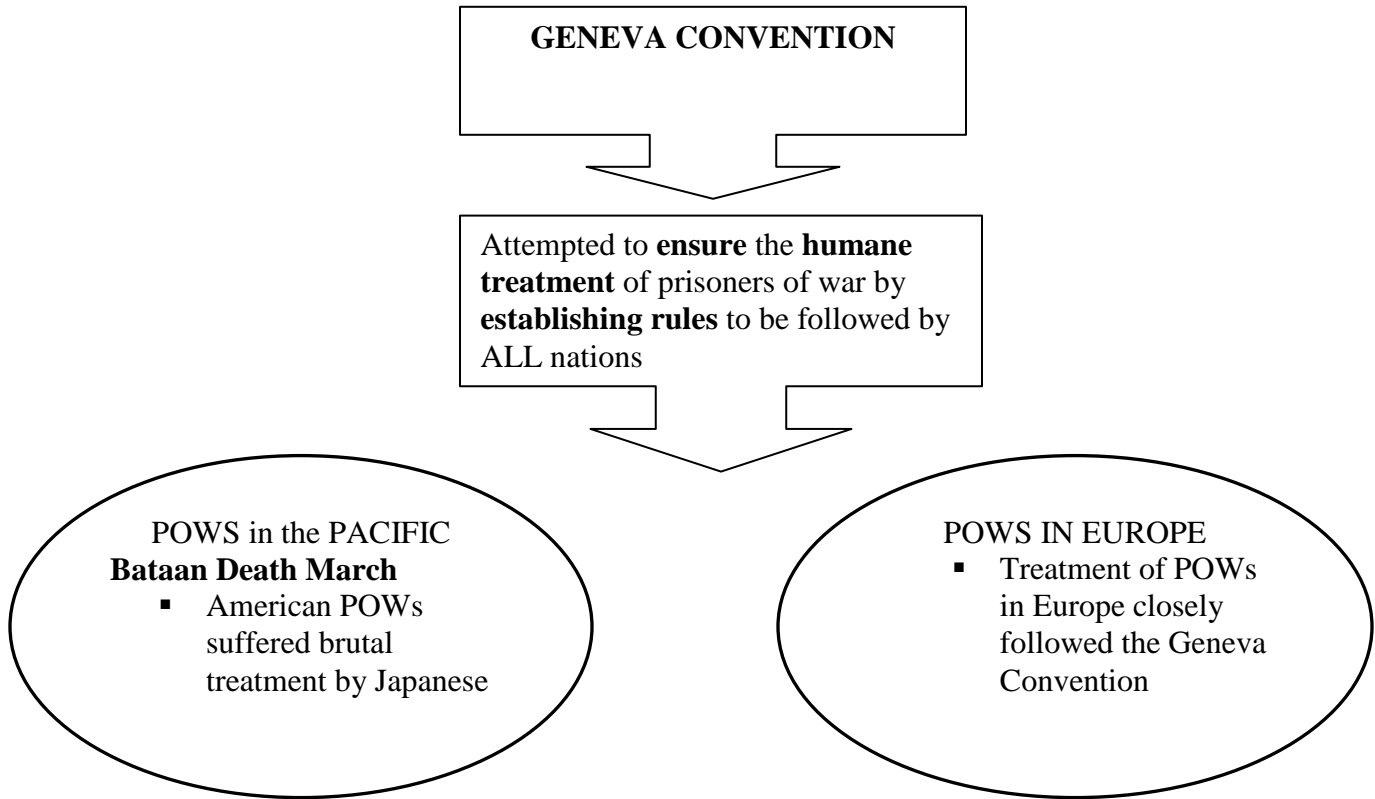 GENEVA CONVENTION
Attempted to ensure the humane
treatment of prisoners of war by
establishing rules to be followed by
ALL nations
POWS in the PACIFIC
Bataan Death March
▪ American POWs
suffered brutal
treatment by Japanese
POWS IN EUROPE
▪ Treatment of POWs
in Europe closely
followed the Geneva
Convention